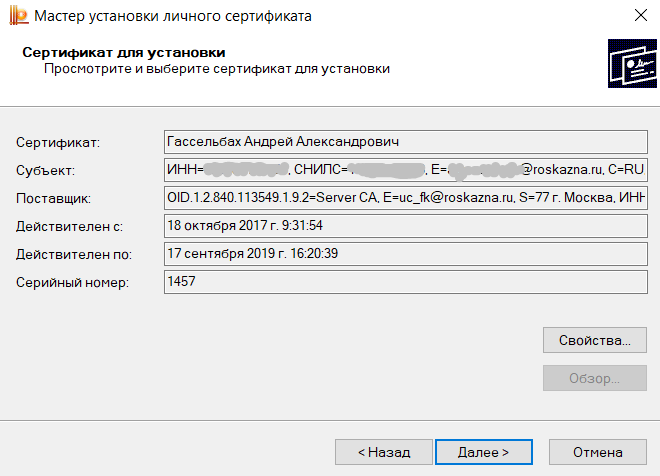 Мастер установки личного сертификата
Сертификат для установки
Просмотрите и выберите сертификат для установки
Сертификат: Гассельбах Андрей Александрович
Субъект: ИНН= , СНИЛС= , E= @roskazna.ru, C=RU
Поставщик: OID.1.2.840.113549.1.9.2=Server CA, E=uc_fk@roskazna.ru, S=77 г. Москва, ИНН
Действителен с: 18 октября 2017 г. 9:31:54
Действителен по: 17 сентября 2019 г. 16:20:39
Серийный номер: 1457
Свойства...
Обзор...
< Назад Далее > Отмена